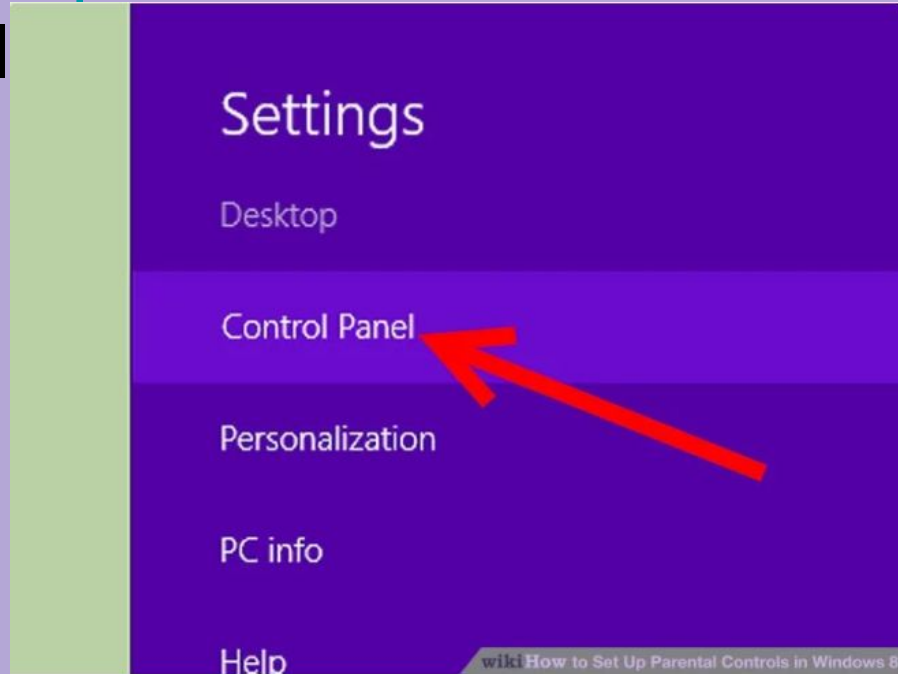 Settings
Desktop
Control Panel
Personalization
PC info
Help
wikiHow to Set Up Parental Controls in Windows 8